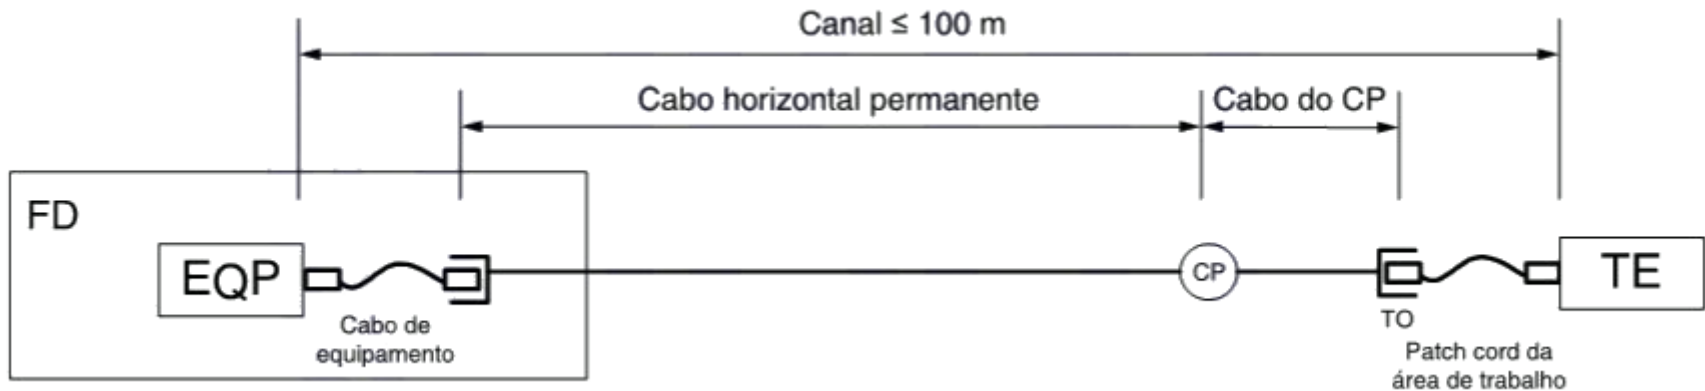 Canal ≤ 100 m
Cabo horizontal permanente
Cabo do CP
FD
EQP
CP
TE
Cabo de
equipamento
TO
Patch cord da
área de trabalho